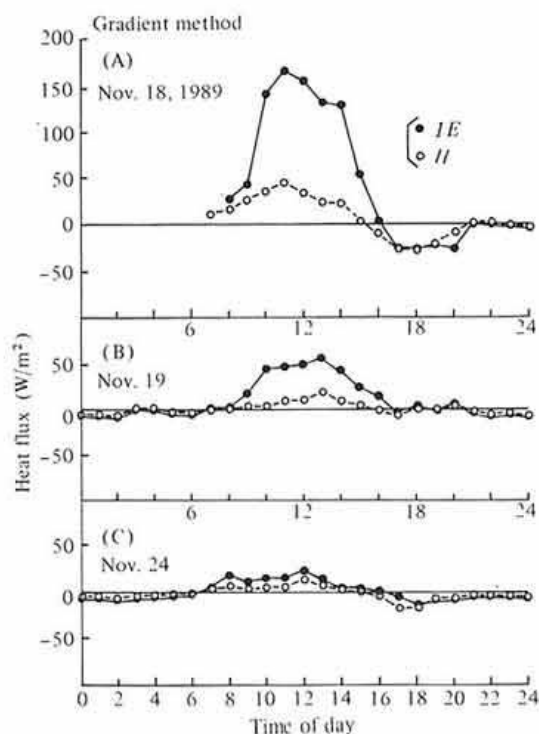 Gradient method
200
(A)
150
Nov. 18, 1989
lE
H
100
50
0
−50
6
12
18
24
(B)
50
Nov. 19
0
−50
6
12
18
24
(C)
50
Nov. 24
0
−50
0 2 4 6 8 10 12 14 16 18 20 22 24
Time of day
Heat flux (W/m²)